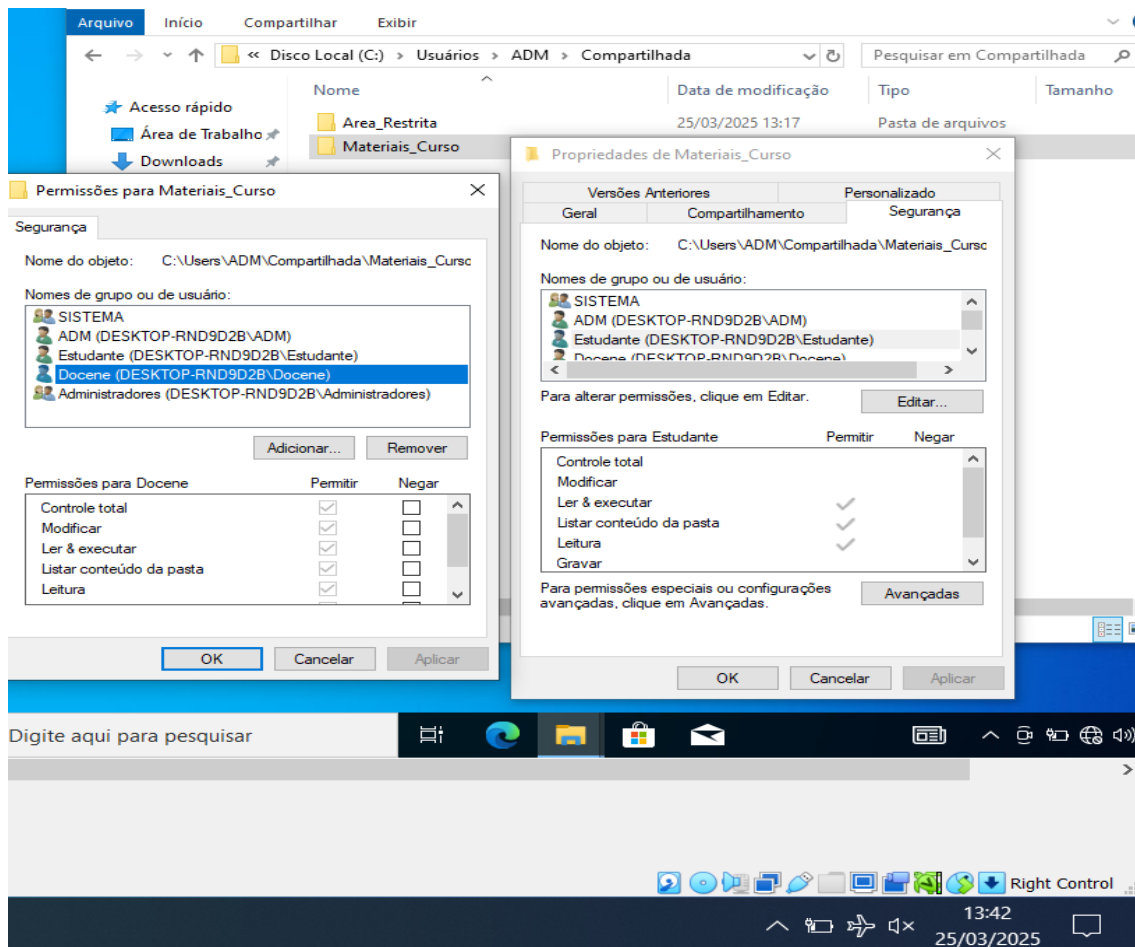 Arquivo Início Compartilhar Exibir
« Disco Local (C:) > Usuários > ADM > Compartilhada Pesquisar em Compartilhada
Nome Data de modificação Tipo Tamanho
Acesso rápido
Área de Trabalho
Downloads
Area_Restrita 25/03/2025 13:17 Pasta de arquivos
Materiais_Curso
Permissões para Materiais_Curso
Segurança
Nome do objeto: C:\Users\ADM\Compartilhada\Materiais_Curso
Nomes de grupo ou de usuário:
SISTEMA
ADM (DESKTOP-RND9D2B\ADM)
Estudante (DESKTOP-RND9D2B\Estudante)
Docene (DESKTOP-RND9D2B\Docene)
Administradores (DESKTOP-RND9D2B\Administradores)
Adicionar... Remover
Permissões para Docene Permitir Negar
Controle total
Modificar
Ler & executar
Listar conteúdo da pasta
Leitura
OK Cancelar Aplicar
Propriedades de Materiais_Curso
Versões Anteriores Personalizado
Geral Compartilhamento Segurança
Nome do objeto: C:\Users\ADM\Compartilhada\Materiais_Curso
Nomes de grupo ou de usuário:
SISTEMA
ADM (DESKTOP-RND9D2B\ADM)
Estudante (DESKTOP-RND9D2B\Estudante)
Docene (DESKTOP-RND9D2B\Docene)
Para alterar permissões, clique em Editar. Editar...
Permissões para Estudante Permitir Negar
Controle total
Modificar
Ler & executar
Listar conteúdo da pasta
Leitura
Gravar
Para permissões especiais ou configurações
avançadas, clique em Avançadas. Avançadas
OK Cancelar Aplicar
Digite aqui para pesquisar
Right Control
13:42
25/03/2025